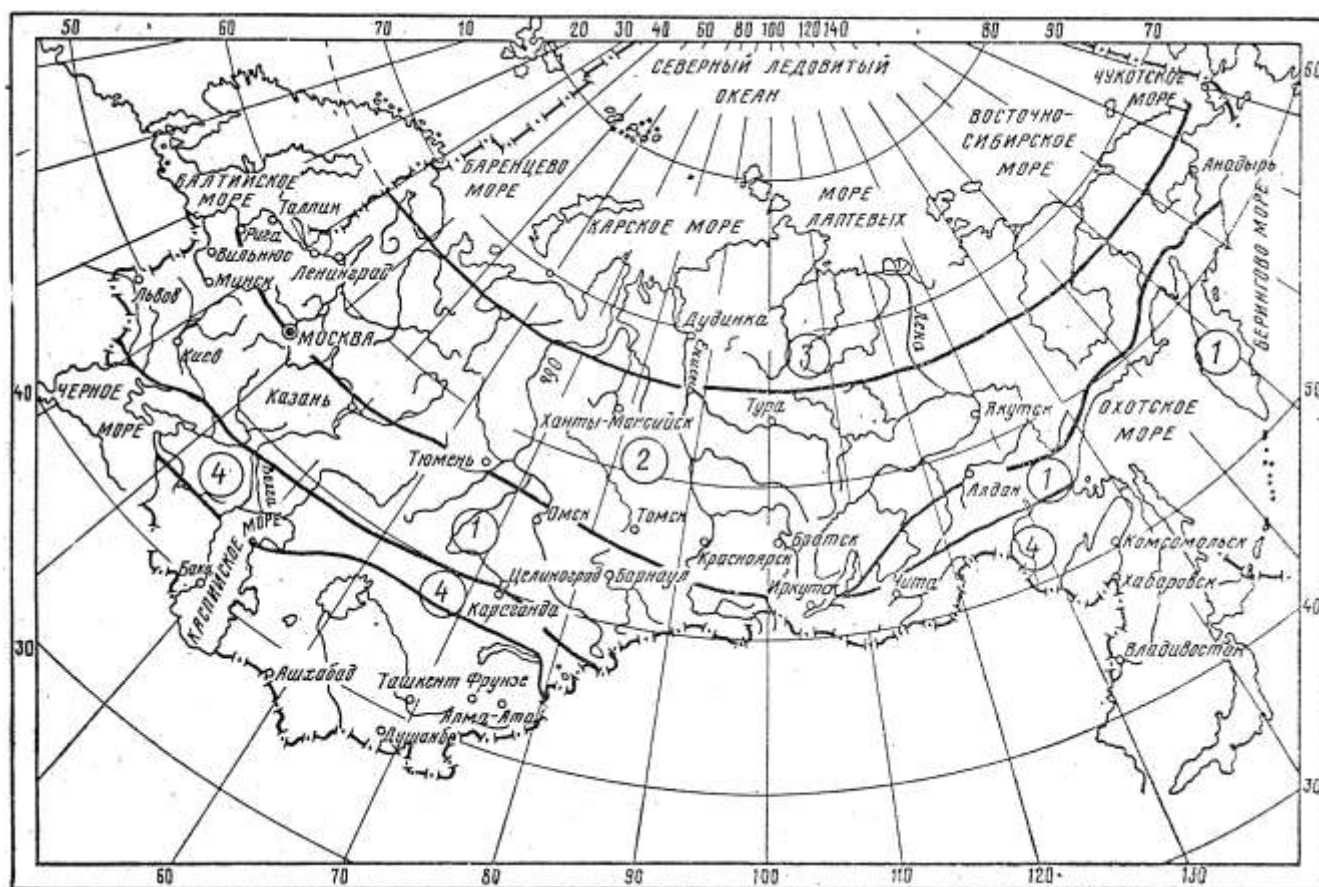 50 60 70 10 20 30 40 60 80 100 120 140 80 90 70
60
СЕВЕРНЫЙ ЛЕДОВИТЫЙ
ОКЕАН
ЧУКОТСКОЕ
МОРЕ
ВОСТОЧНО-
СИБИРСКОЕ
МОРЕ
БАРЕНЦЕВО
МОРЕ
Анадырь
БАЛТИЙСКОЕ
МОРЕ
МОРЕ
ЛАПТЕВЫХ
КАРСКОЕ МОРЕ
БЕРИНГОВО МОРЕ
Таллин
Рига
Вильнюс
Ленинград
Минск
Львов
МОСКВА
Дудинка
Енисей
Лена
3
1
Киев
Обь
40
50
ЧЕРНОЕ
МОРЕ
Казань
Ханты-Мансийск
Тура
Якутск
ОХОТСКОЕ
МОРЕ
Тюмень
2
4
Волга
Алдан
1
1
Омск
Томск
Братск
4
Комсомольск
Красноярск
КАСПИЙСКОЕ МОРЕ
Баку
4
Целиноград
Барнаул
Иркутск
Чита
Хабаровск
Караганда
40
30
Владивосток
Ашхабад
Ташкент Фрунзе
Алма-Ата
Душанбе
30
60 70 80 90 100 110 120 130